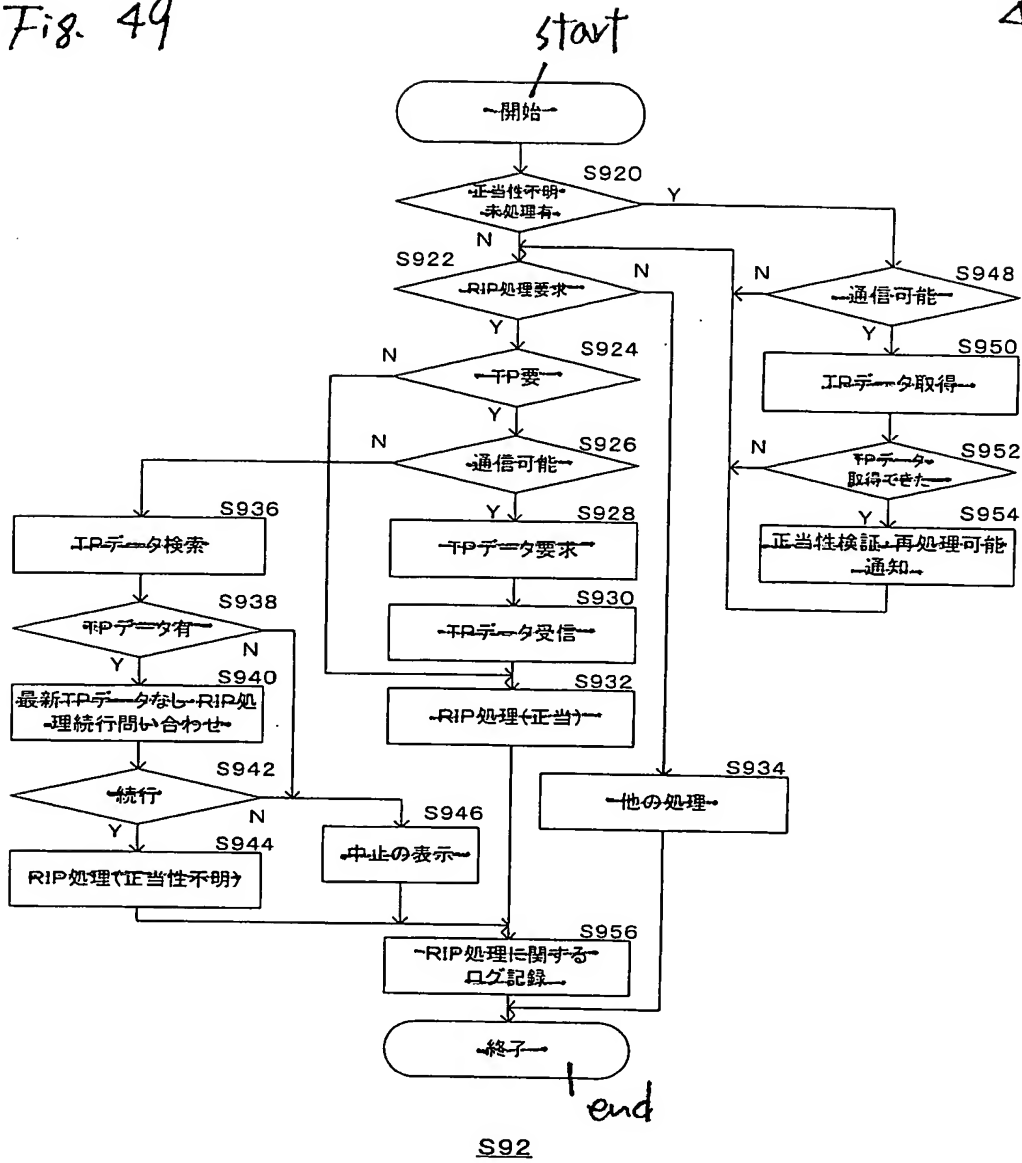 Fig. 49
start
開始
S920
正当性不明
未処理有
Y
N
S922
RIP処理要求
N
Y
S948
通信可能
N
Y
S924
TP要
N
Y
S950
TPデータ取得
S926
通信可能
N
Y
S952
TPデータ
取得できた
N
Y
S936
TPデータ検索
S928
TPデータ要求
S954
正当性検証・再処理可能
通知
S938
TPデータ有
N
Y
S930
TPデータ受信
S940
最新TPデータなし・RIP処
理続行問い合わせ
S932
RIP処理(正当)
S942
続行
N
Y
S934
他の処理
S946
中止の表示
S944
RIP処理(正当性不明)
S956
RIP処理に関する
ログ記録
終了
end
S92